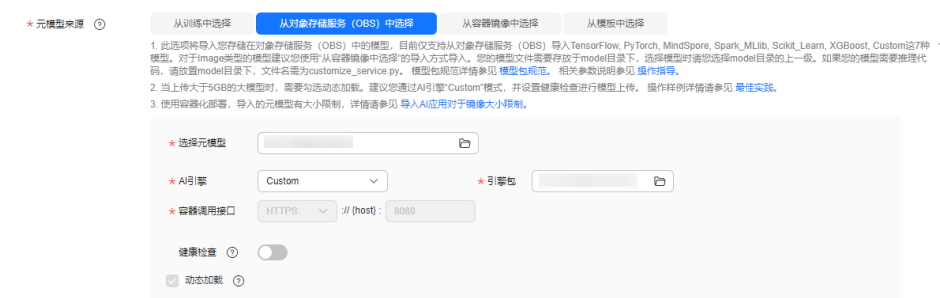 * 元模型来源 ?
从训练中选择 从对象存储服务（OBS）中选择 从容器镜像中选择 从模板中选择
1. 此选项将导入您存储在对象存储服务（OBS）中的模型，目前仅支持从对象存储服务（OBS）导入TensorFlow, PyTorch, MindSpore, Spark_MLlib, Scikit_Learn, XGBoost, Custom这7种
模型。对于Image类型的模型建议您使用“从容器镜像中选择”的导入方式导入。您的模型文件需要存放于model目录下，选择模型时请您选择model目录的上一级。如果您的模型需要推理代
码，请放置model目录下，文件名需为customize_service.py。 模型包规范详情参见 模型包规范。 相关参数说明参见 操作指导。
2. 当上传大于5GB的大模型时，需要勾选动态加载。建议您通过AI引擎“Custom”模式，并设置健康检查进行模型上传。 操作样例详情请参见 最佳实践。
3. 使用容器化部署，导入的元模型有大小限制，详情请参见 导入AI应用对于镜像大小限制。
* 选择元模型
* AI引擎 Custom * 引擎包
* 容器调用接口 HTTPS :// {host} : 8080
健康检查 ?
动态加载 ?